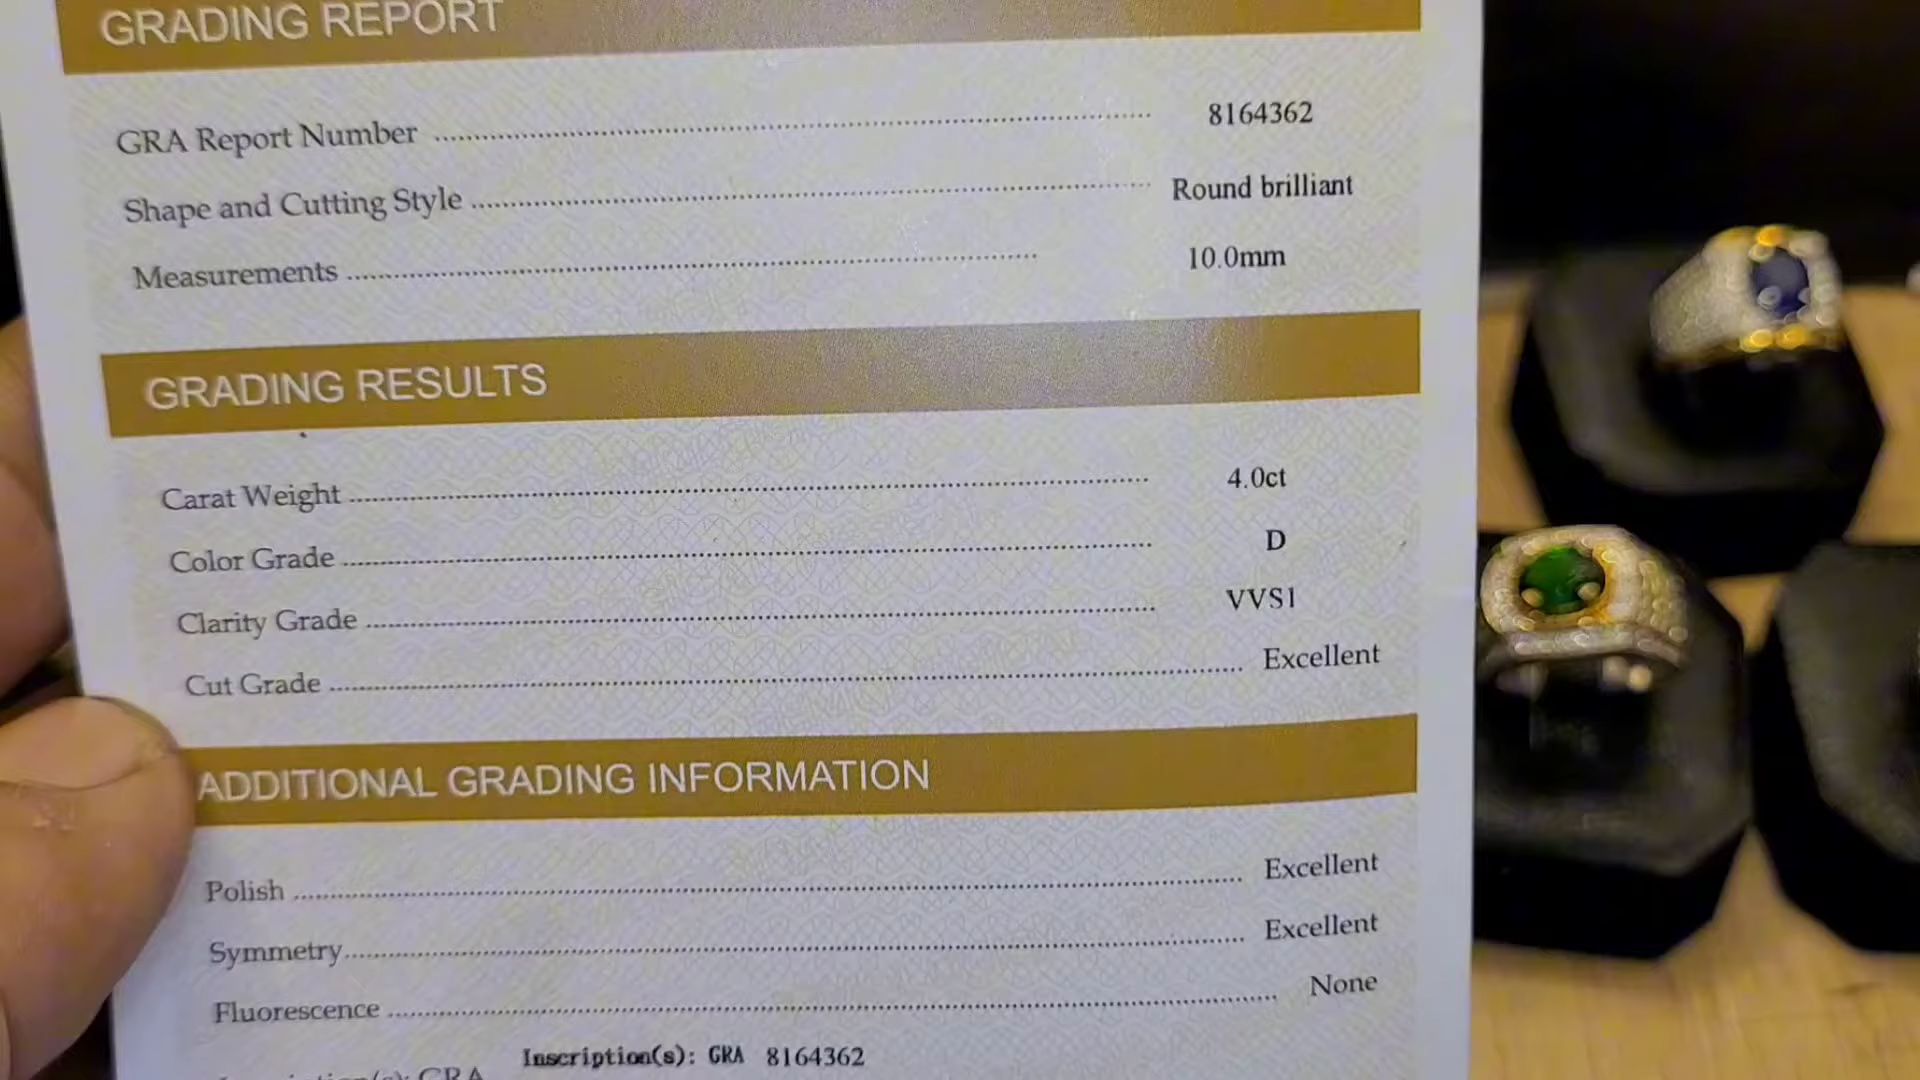 GRADING REPORT
GRA Report Number ........ 8164362
Shape and Cutting Style ........ Round brilliant
Measurements ........ 10.0mm
GRADING RESULTS
Carat Weight ........ 4.0ct
Color Grade ........ D
Clarity Grade ........ VVS1
Cut Grade ........ Excellent
ADDITIONAL GRADING INFORMATION
Polish ........ Excellent
Symmetry ........ Excellent
Fluorescence ........ None
Inscription(s): GRA 8164362
Inscription(s): GRA